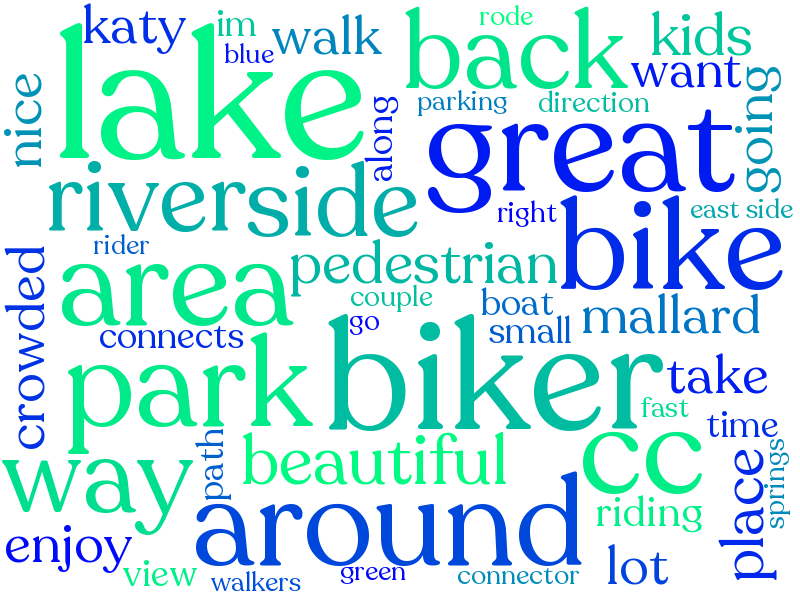 katy
im
walk
rode
back
kids
blue
want
lake
nice
along
parking
direction
going
great
riverside
right
east side
rider
area
pedestrian
bike
couple
boat
mallard
crowded
connects
go
small
park
biker
take
fast
time
way
path
beautiful
cc
place
springs
around
riding
enjoy
view
walkers
green
connector
lot